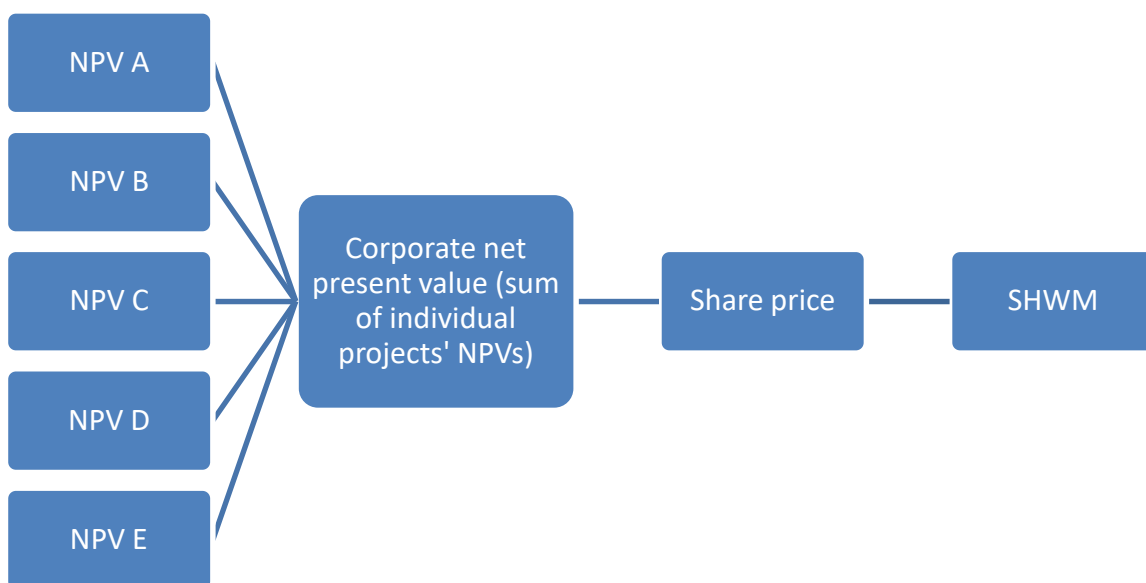 NPV A
NPV B
NPV C
NPV D
NPV E
Corporate net
present value (sum
of individual
projects' NPVs)
Share price
SHWM